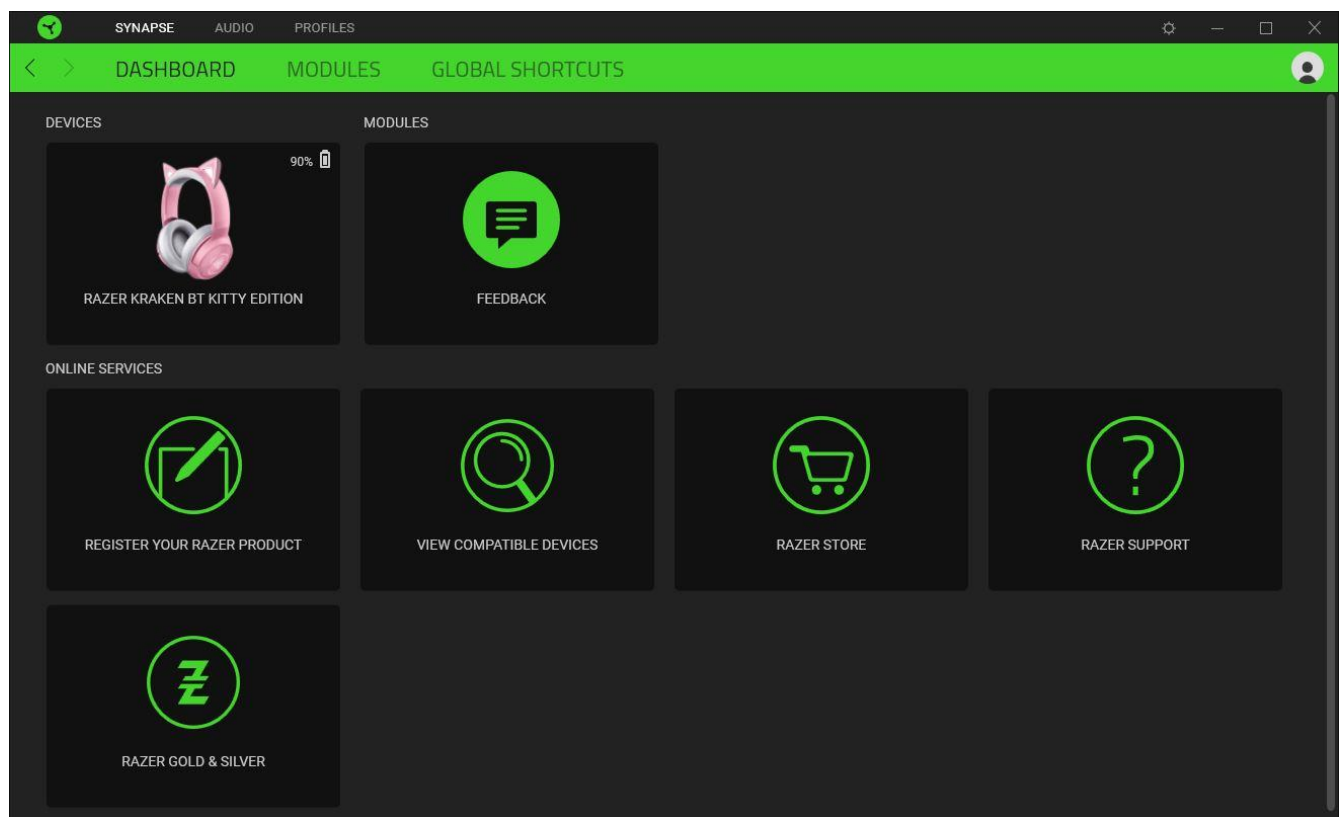 SYNAPSE AUDIO PROFILES
DASHBOARD MODULES GLOBAL SHORTCUTS
DEVICES MODULES
90%
RAZER KRAKEN BT KITTY EDITION FEEDBACK
ONLINE SERVICES
REGISTER YOUR RAZER PRODUCT VIEW COMPATIBLE DEVICES RAZER STORE RAZER SUPPORT
RAZER GOLD & SILVER